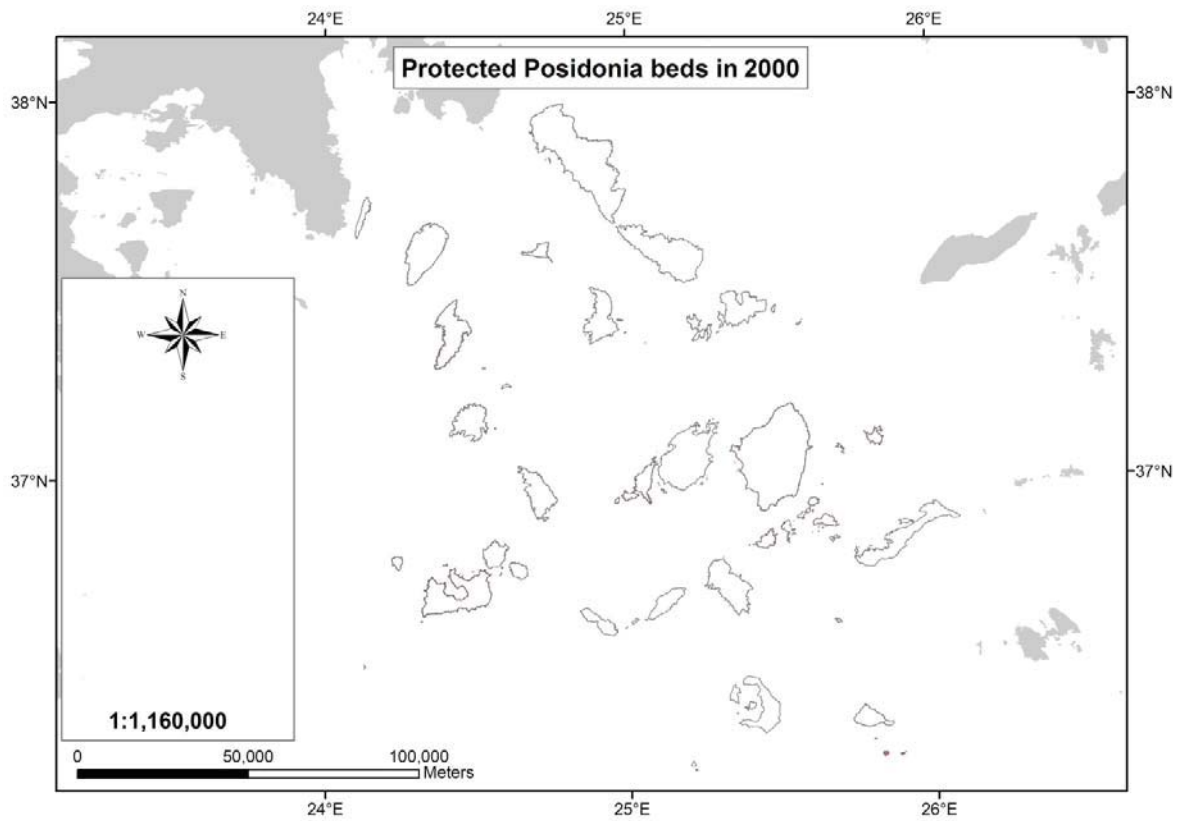 24°E 25°E 26°E
Protected Posidonia beds in 2000
38°N 38°N
N
W E
S
37°N 37°N
1:1,160,000
0 50,000 100,000
Meters
24°E 25°E 26°E